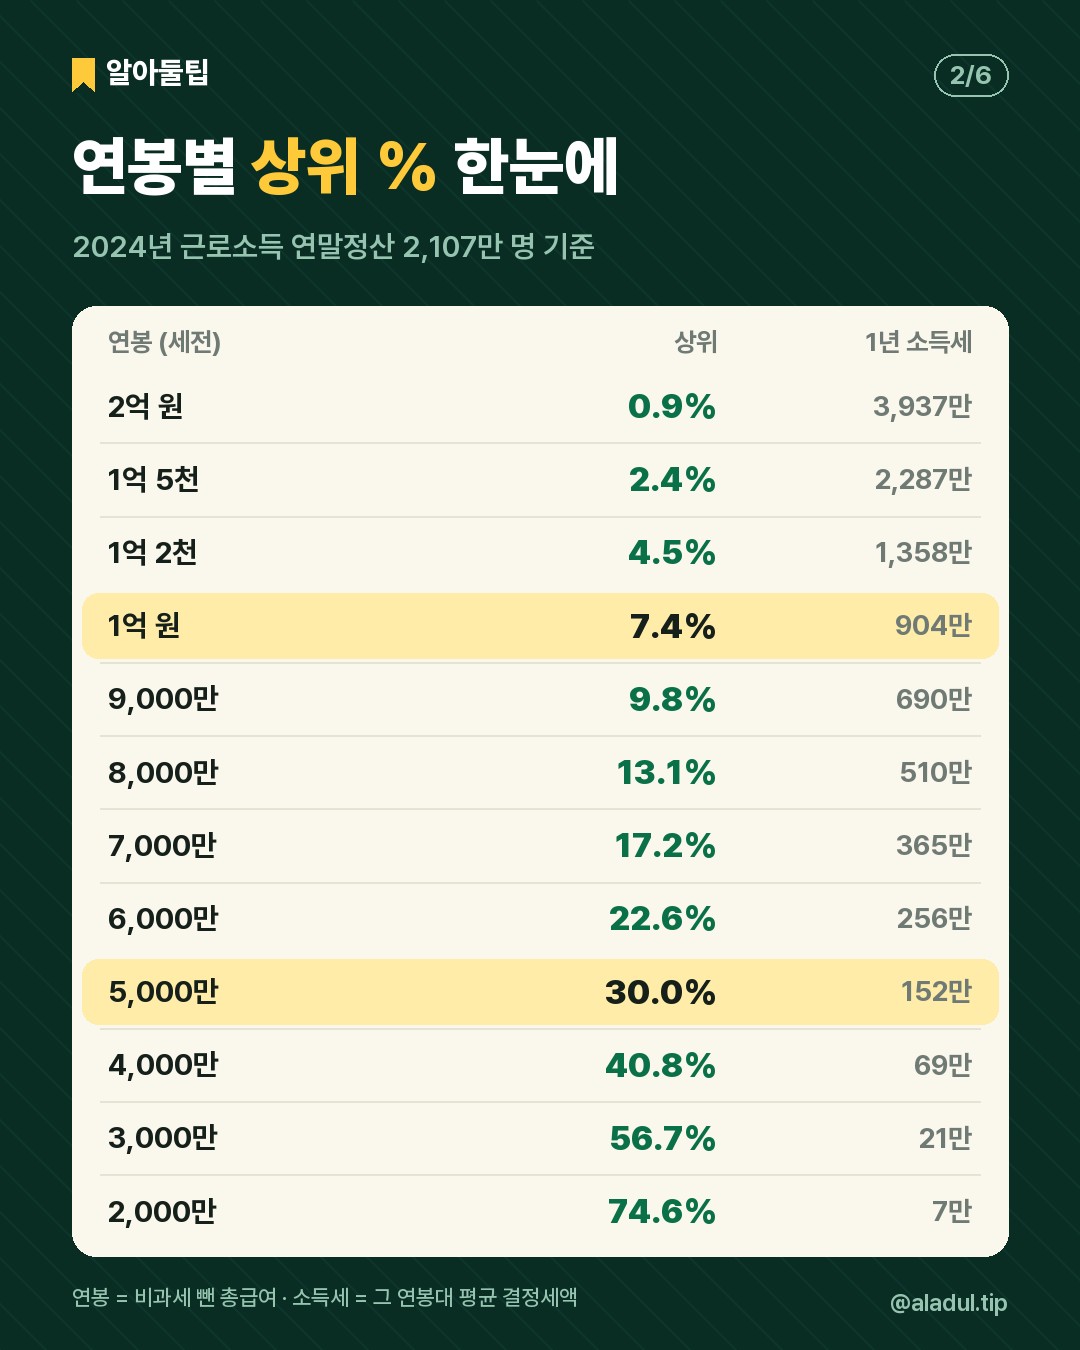 알아둘팁
2/6
연봉별 상위 % 한눈에
2024년 근로소득 연말정산 2,107만 명 기준
연봉 (세전) 상위 1년 소득세
2억 원 0.9% 3,937만
1억 5천 2.4% 2,287만
1억 2천 4.5% 1,358만
1억 원 7.4% 904만
9,000만 9.8% 690만
8,000만 13.1% 510만
7,000만 17.2% 365만
6,000만 22.6% 256만
5,000만 30.0% 152만
4,000만 40.8% 69만
3,000만 56.7% 21만
2,000만 74.6% 7만
연봉 = 비과세 뺀 총급여 · 소득세 = 그 연봉대 평균 결정세액
@aladul.tip